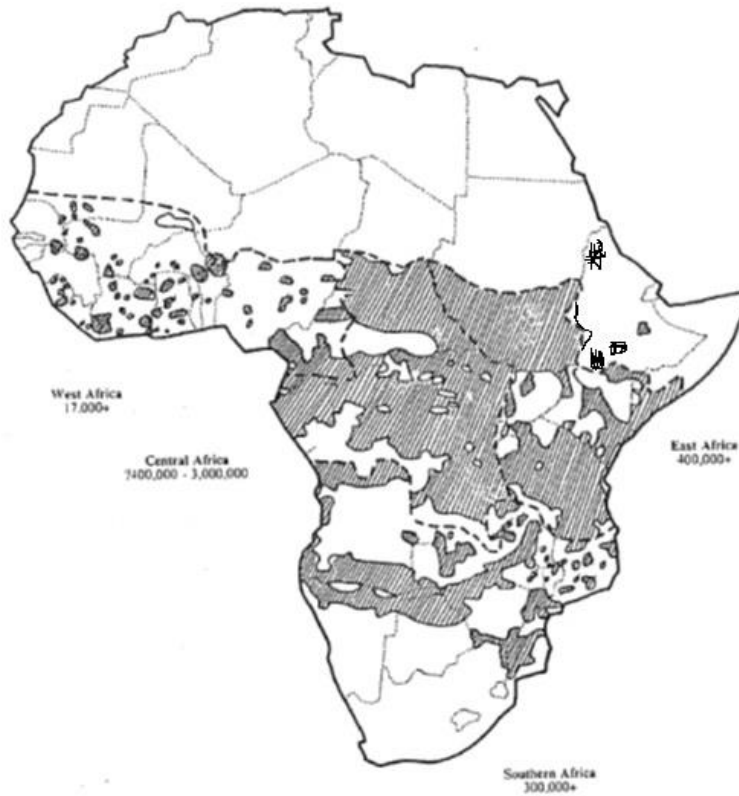 West Africa
17,000+
Central Africa
?400,000 - 3,000,000
East Africa
400,000+
Southern Africa
300,000+